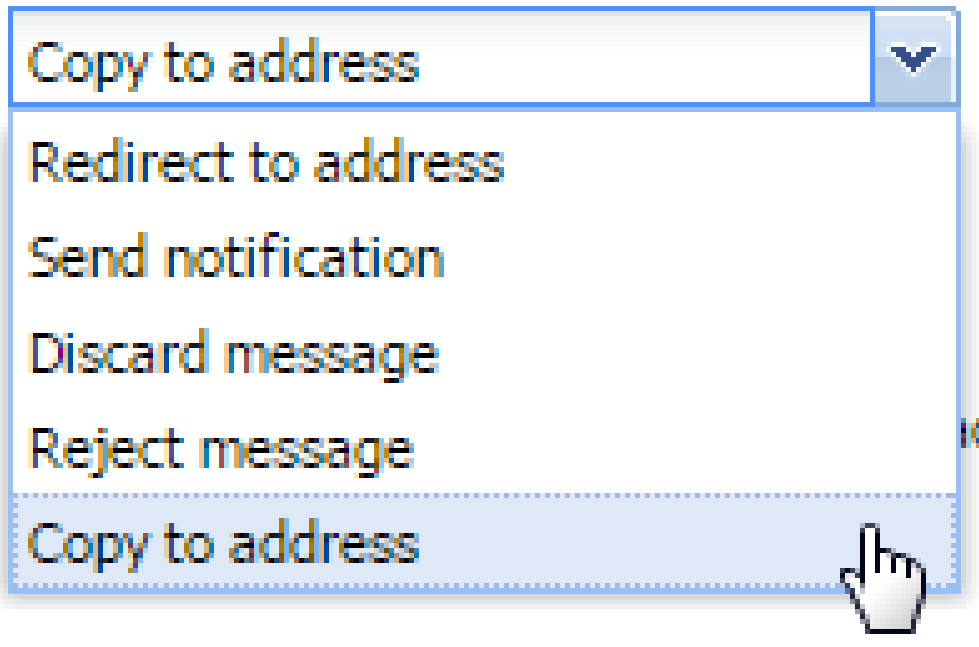 Copy to address
Redirect to address
Send notification
Discard message
Reject message
Copy to address